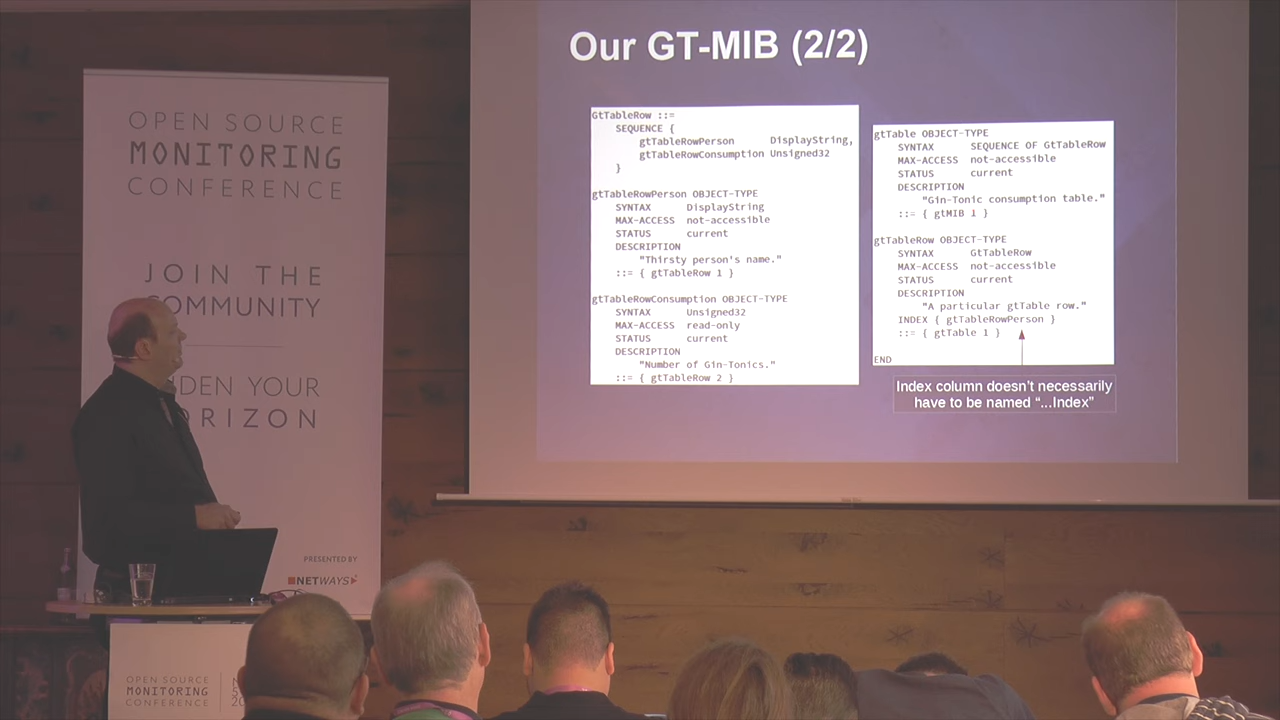 Our GT-MIB (2/2)
GtTableRow ::=
SEQUENCE {
gtTableRowPerson DisplayString,
gtTableRowConsumption Unsigned32
}
gtTableRowPerson OBJECT-TYPE
SYNTAX DisplayString
MAX-ACCESS not-accessible
STATUS current
DESCRIPTION
"Thirsty person's name."
::= { gtTableRow 1 }
gtTableRowConsumption OBJECT-TYPE
SYNTAX Unsigned32
MAX-ACCESS read-only
STATUS current
DESCRIPTION
"Number of Gin-Tonics."
::= { gtTableRow 2 }
gtTable OBJECT-TYPE
SYNTAX SEQUENCE OF GtTableRow
MAX-ACCESS not-accessible
STATUS current
DESCRIPTION
"Gin-Tonic consumption table."
::= { gtMIB 1 }
gtTableRow OBJECT-TYPE
SYNTAX GtTableRow
MAX-ACCESS not-accessible
STATUS current
DESCRIPTION
"A particular gtTable row."
INDEX { gtTableRowPerson }
::= { gtTable 1 }
END
Index column doesn't necessarily
have to be named "...Index"
OPEN SOURCE
MONITORING
CONFERENCE
JOIN THE
COMMUNITY
YOUR
PRESENTED BY
NETWAYS
OPEN SOURCE
MONITORING
CONFERENCE